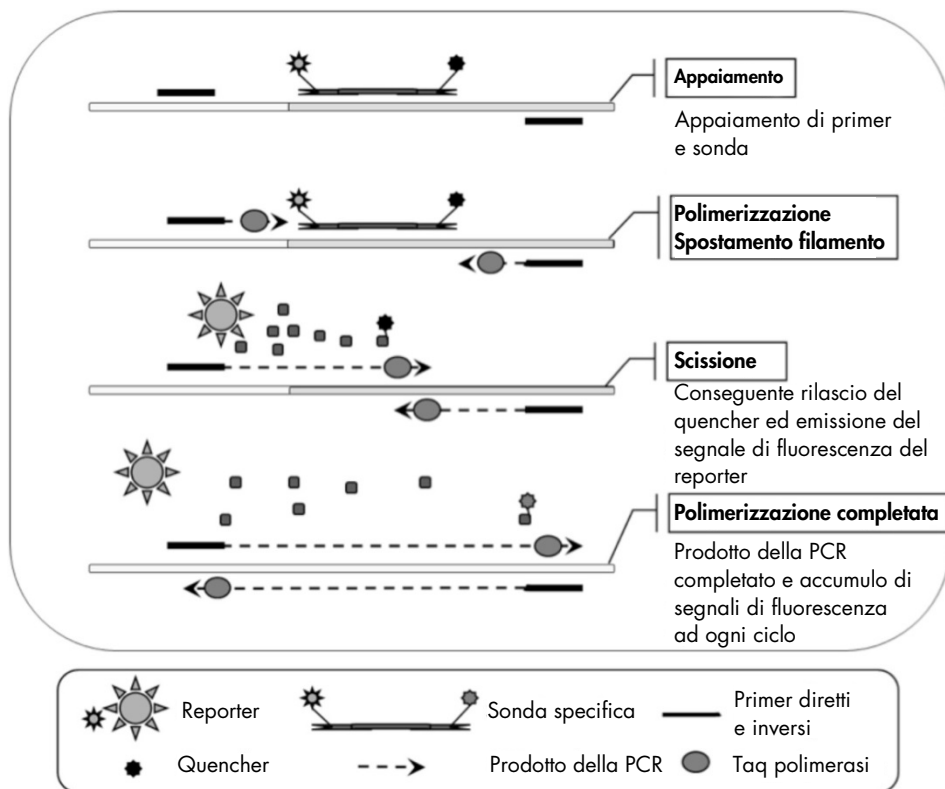 Appaiamento
Appaiamento di primer
e sonda
Polimerizzazione
Spostamento filamento
Scissione
Conseguente rilascio del
quencher ed emissione del
segnale di fluorescenza del
reporter
Polimerizzazione completata
Prodotto della PCR
completato e accumulo di
segnali di fluorescenza
ad ogni ciclo
Reporter
Sonda specifica
Primer diretti
e inversi
Quencher
Prodotto della PCR
Taq polimerasi